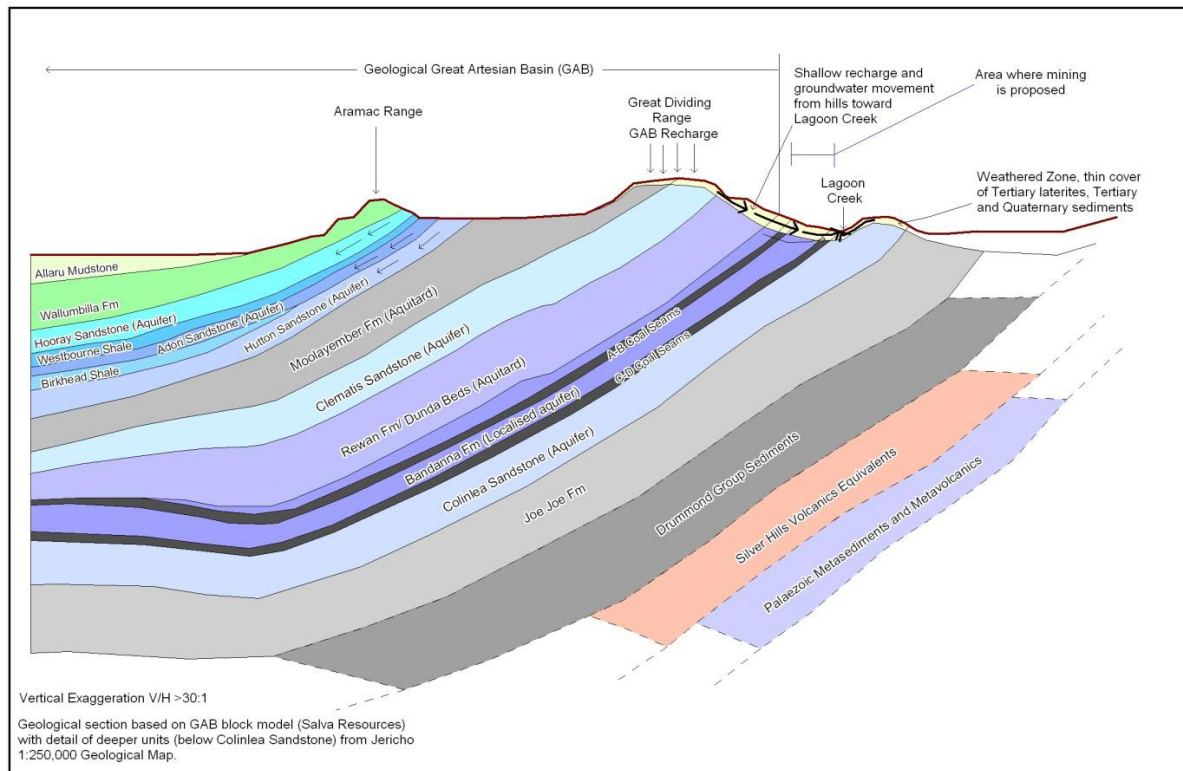 Geological Great Artesian Basin (GAB)
Shallow recharge and
groundwater movement
from hills toward
Lagoon Creek
Area where mining
is proposed
Aramac Range
Great Dividing
Range
GAB Recharge
Lagoon
Creek
Weathered Zone, thin cover
of Tertiary laterites, Tertiary
and Quaternary sediments
Allaru Mudstone
Wallumbilla Fm
Hooray Sandstone (Aquifer)
Westbourne Shale
Adori Sandstone (Aquifer)
Birkhead Shale
Hutton Sandstone (Aquifer)
Moolayember Fm (Aquitard)
Clematis Sandstone (Aquifer)
Rewan Fm/ Dunda Beds (Aquitard)
A-B Coal Seams
Bandanna Fm (Localised aquifer)
C-D Coal Seams
Colinlea Sandstone (Aquifer)
Joe Joe Fm
Drummond Group Sediments
Silver Hills Volcanics Equivalents
Palaezoic Metasediments and Metavolcanics
Vertical Exaggeration V/H >30:1
Geological section based on GAB block model (Salva Resources)
with detail of deeper units (below Colinlea Sandstone) from Jericho
1:250,000 Geological Map.